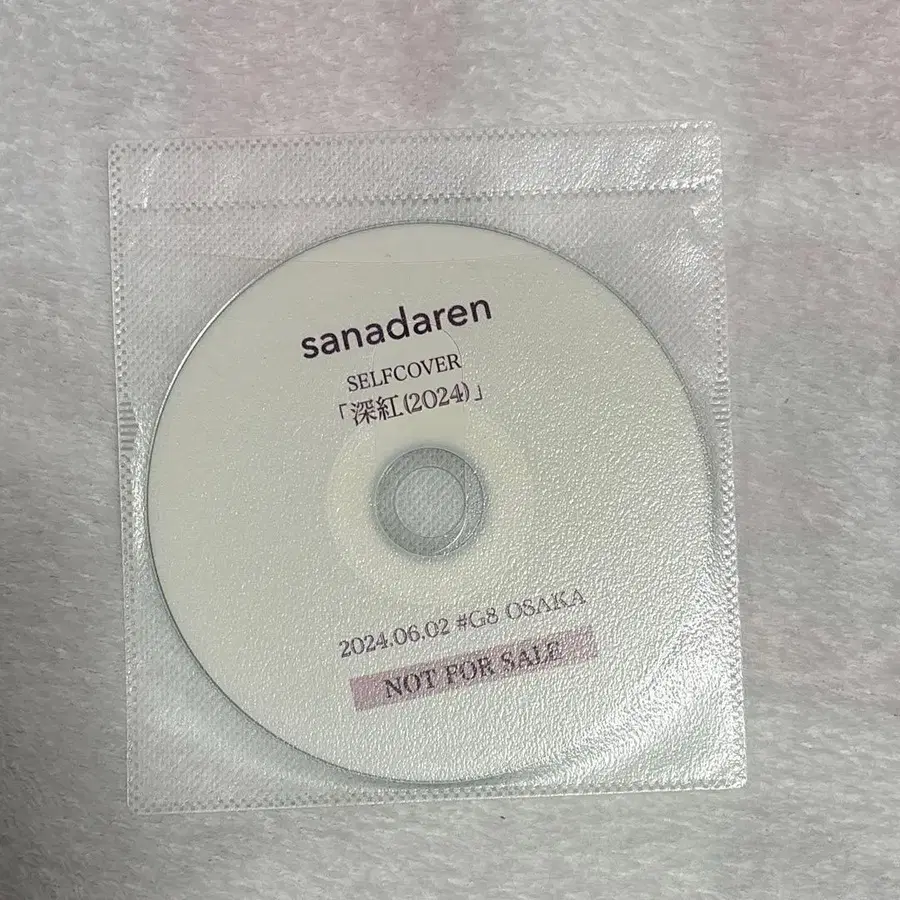 sanadaren
SELFCOVER
「深紅(2024)」
2024.06.02 #G8 OSAKA
NOT FOR SALE